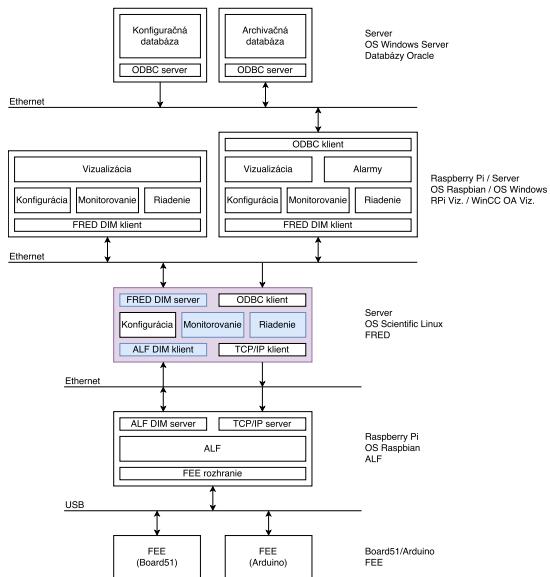 Konfiguračná
databáza
ODBC server
Archivačná
databáza
ODBC server
Server
OS Windows Server
Databázy Oracle
Ethernet
Vizualizácia
Konfigurácia
Monitorovanie
Riadenie
FRED DIM klient
ODBC klient
Vizualizácia
Alarmy
Konfigurácia
Monitorovanie
Riadenie
FRED DIM klient
Raspberry Pi / Server
OS Raspbian / OS Windows
RPi Viz. / WinCC OA Viz.
Ethernet
FRED DIM server
ODBC klient
Konfigurácia
Monitorovanie
Riadenie
ALF DIM klient
TCP/IP klient
Server
OS Scientific Linux
FRED
Ethernet
ALF DIM server
TCP/IP server
ALF
FEE rozhranie
Raspberry Pi
OS Raspbian
ALF
USB
FEE
(Board51)
FEE
(Arduino)
Board51/Arduino
FEE